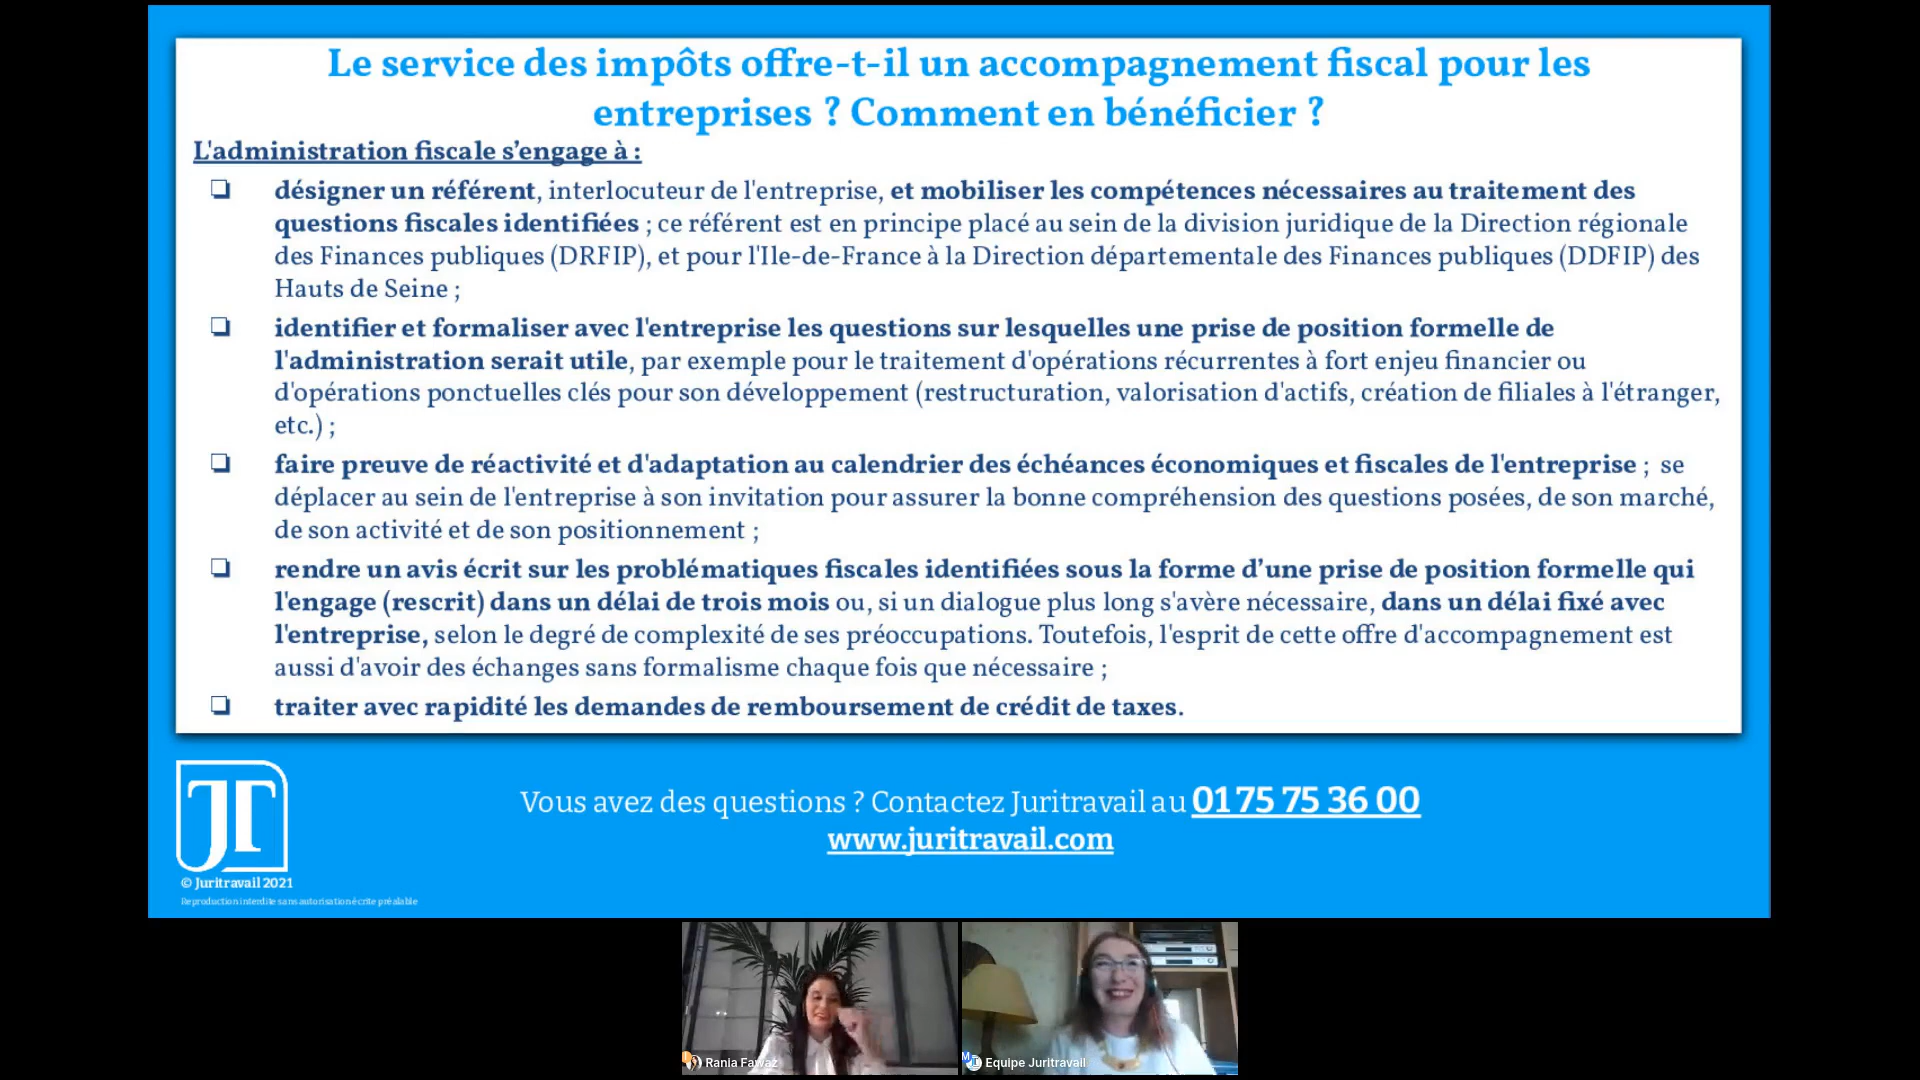 Le service des impôts offre-t-il un accompagnement fiscal pour les
entreprises ? Comment en bénéficier ?
L'administration fiscale s’engage à :
❏ désigner un référent, interlocuteur de l'entreprise, et mobiliser les compétences nécessaires au traitement des
questions fiscales identifiées ; ce référent est en principe placé au sein de la division juridique de la Direction régionale
des Finances publiques (DRFIP), et pour l'Ile-de-France à la Direction départementale des Finances publiques (DDFIP) des
Hauts de Seine ;
❏ identifier et formaliser avec l'entreprise les questions sur lesquelles une prise de position formelle de
l'administration serait utile, par exemple pour le traitement d'opérations récurrentes à fort enjeu financier ou
d'opérations ponctuelles clés pour son développement (restructuration, valorisation d'actifs, création de filiales à l'étranger,
etc.) ;
❏ faire preuve de réactivité et d'adaptation au calendrier des échéances économiques et fiscales de l'entreprise ; se
déplacer au sein de l'entreprise à son invitation pour assurer la bonne compréhension des questions posées, de son marché,
de son activité et de son positionnement ;
❏ rendre un avis écrit sur les problématiques fiscales identifiées sous la forme d’une prise de position formelle qui
l'engage (rescrit) dans un délai de trois mois ou, si un dialogue plus long s'avère nécessaire, dans un délai fixé avec
l'entreprise, selon le degré de complexité de ses préoccupations. Toutefois, l'esprit de cette offre d'accompagnement est
aussi d'avoir des échanges sans formalisme chaque fois que nécessaire ;
❏ traiter avec rapidité les demandes de remboursement de crédit de taxes.
JT
Vous avez des questions ? Contactez Juritravail au 01 75 75 36 00
www.juritravail.com
© Juritravail 2021
Reproduction interdite sans autorisation écrite préalable
Rania Fawaz
Equipe Juritravail